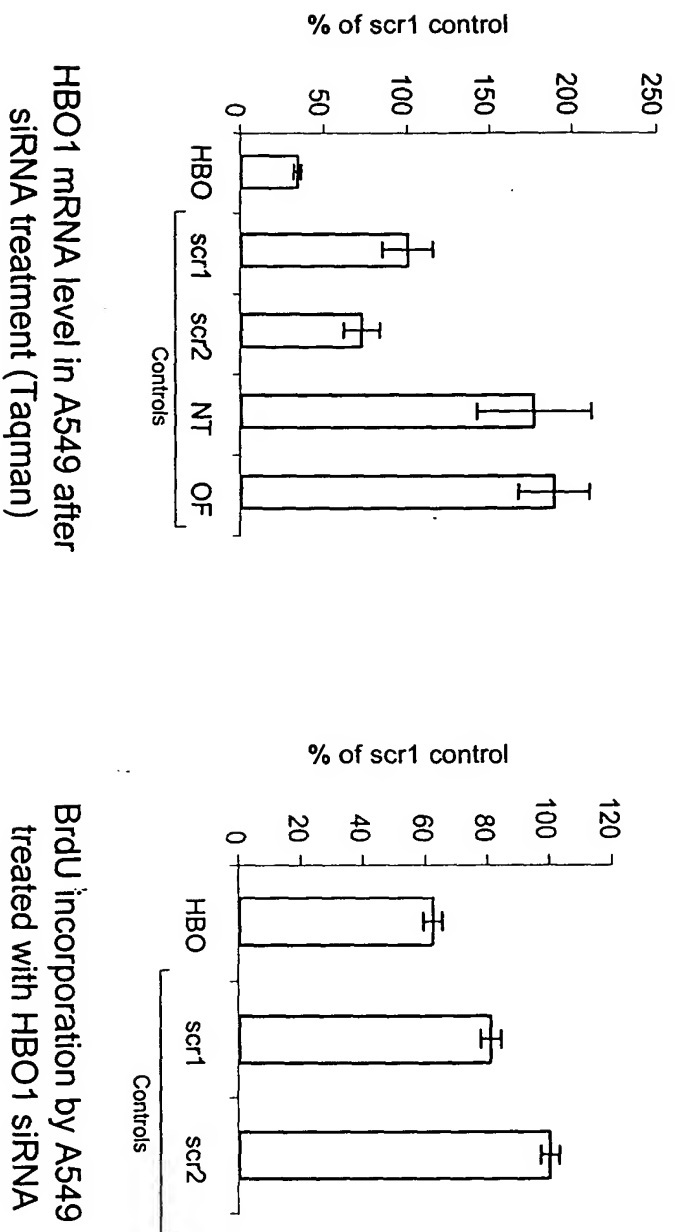 % of scr1 control
250
200
150
100
50
0
HBO
scr1
scr2
NT
OF
Controls
HBO1 mRNA level in A549 after
siRNA treatment (Taqman)
% of scr1 control
120
100
80
60
40
20
0
HBO
scr1
scr2
Controls
BrdU incorporation by A549
treated with HBO1 siRNA